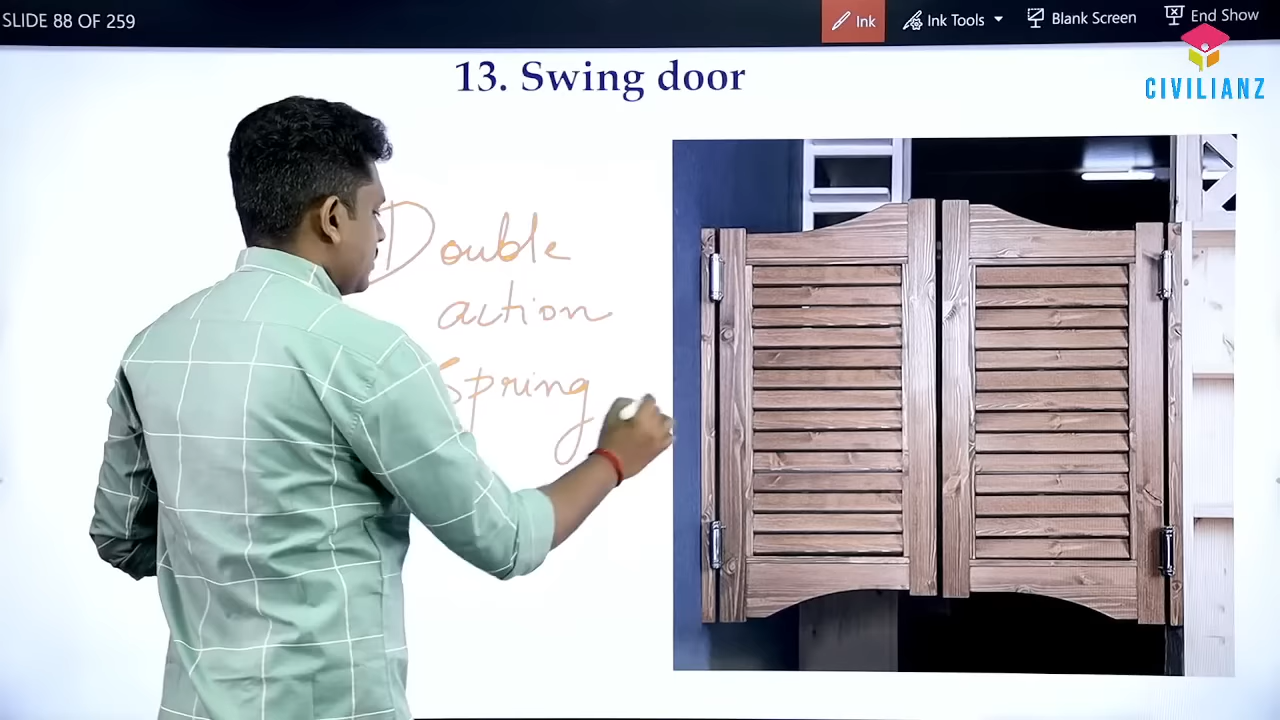 SLIDE 88 OF 259
Ink
Ink Tools
Blank Screen
End Show
CIVILIANZ
13. Swing door
Double
action
Spring